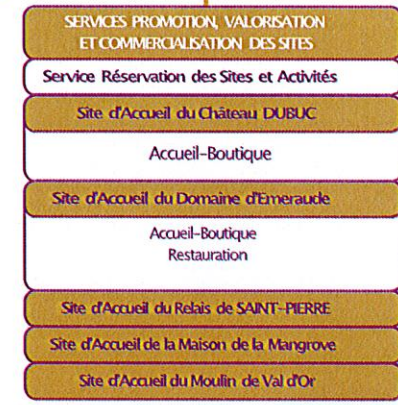 SERVICES PROMOTION, VALORISATION
ET COMMERCIALISATION DES SITES
Service Réservation des Sites et Activités
Site d'Accueil du Château DUBUC
Accueil-Boutique
Site d'Accueil du Domaine d'Emeraude
Accueil-Boutique
Restauration
Site d'Accueil du Relais de SAINT-PIERRE
Site d'Accueil de la Maison de la Mangrove
Site d'Accueil du Moulin de Val d'Or